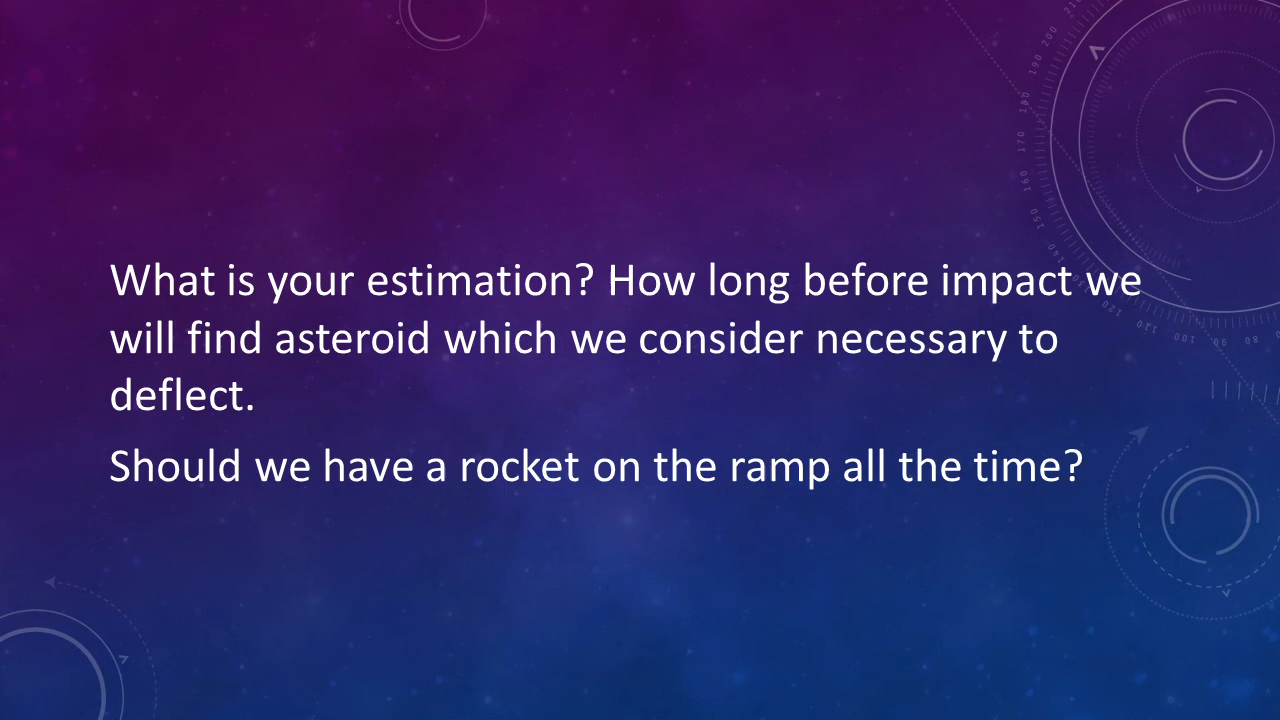 What is your estimation? How long before impact we
will find asteroid which we consider necessary to
deflect.
Should we have a rocket on the ramp all the time?